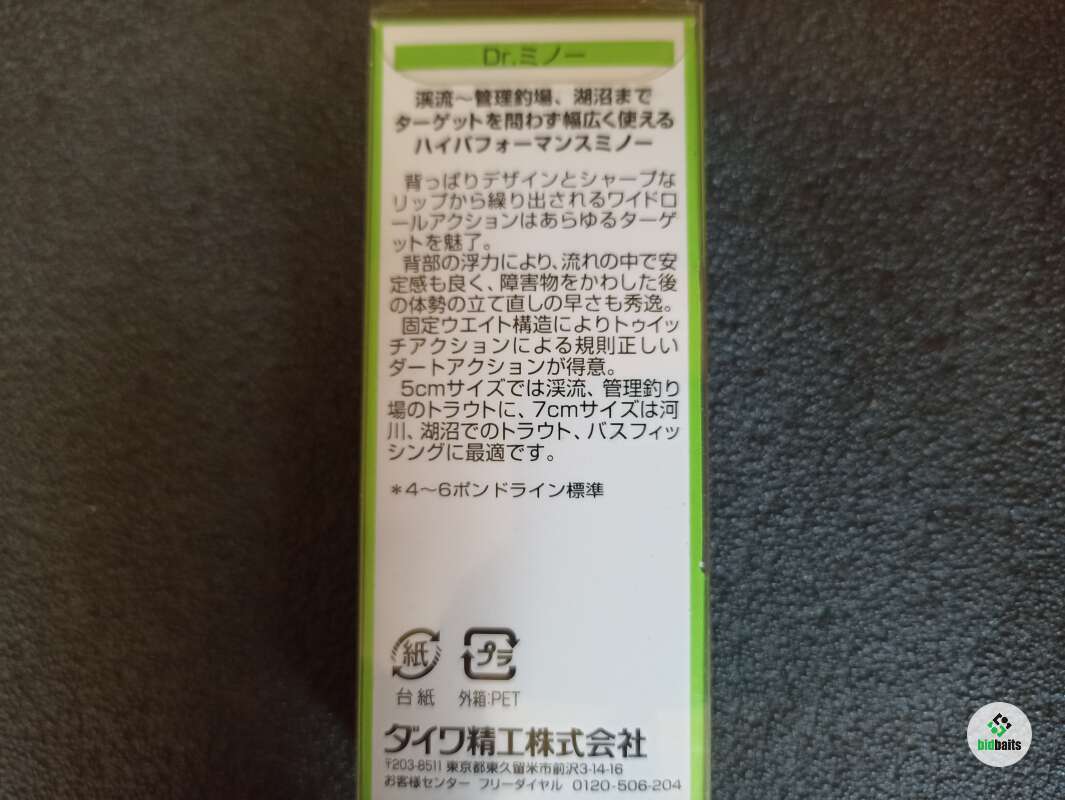 Dr.ミノー
渓流〜管理釣場、湖沼まで
ターゲットを問わず幅広く使える
ハイパフォーマンスミノー
背っぱりデザインとシャープな
リップから繰り出されるワイドロ
ールアクションはあらゆるターゲ
ットを魅了。
背部の浮力により、流れの中で安
定感も良く、障害物をかわした後
の体勢の立て直しの早さも秀逸。
固定ウエイト構造によりトゥイッ
チアクションによる規則正しい
ダートアクションが得意。
5cmサイズでは渓流、管理釣り
場のトラウトに、7cmサイズは河
川、湖沼でのトラウト、バスフィッ
シングに最適です。
*4〜6ポンドライン標準
紙 プラ
台紙 外箱:PET
ダイワ精工株式会社
〒203-8511 東京都東久留米市前沢3-14-16
お客様センター フリーダイヤル 0120-506-204
bidbaits